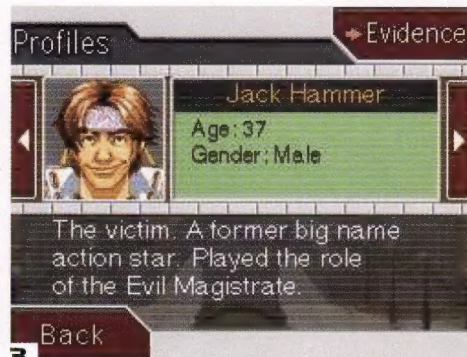 Profiles
Evidence
Jack Hammer
Age: 37
Gender: Male
The victim. A former big name
action star. Played the role
of the Evil Magistrate.
Back
3